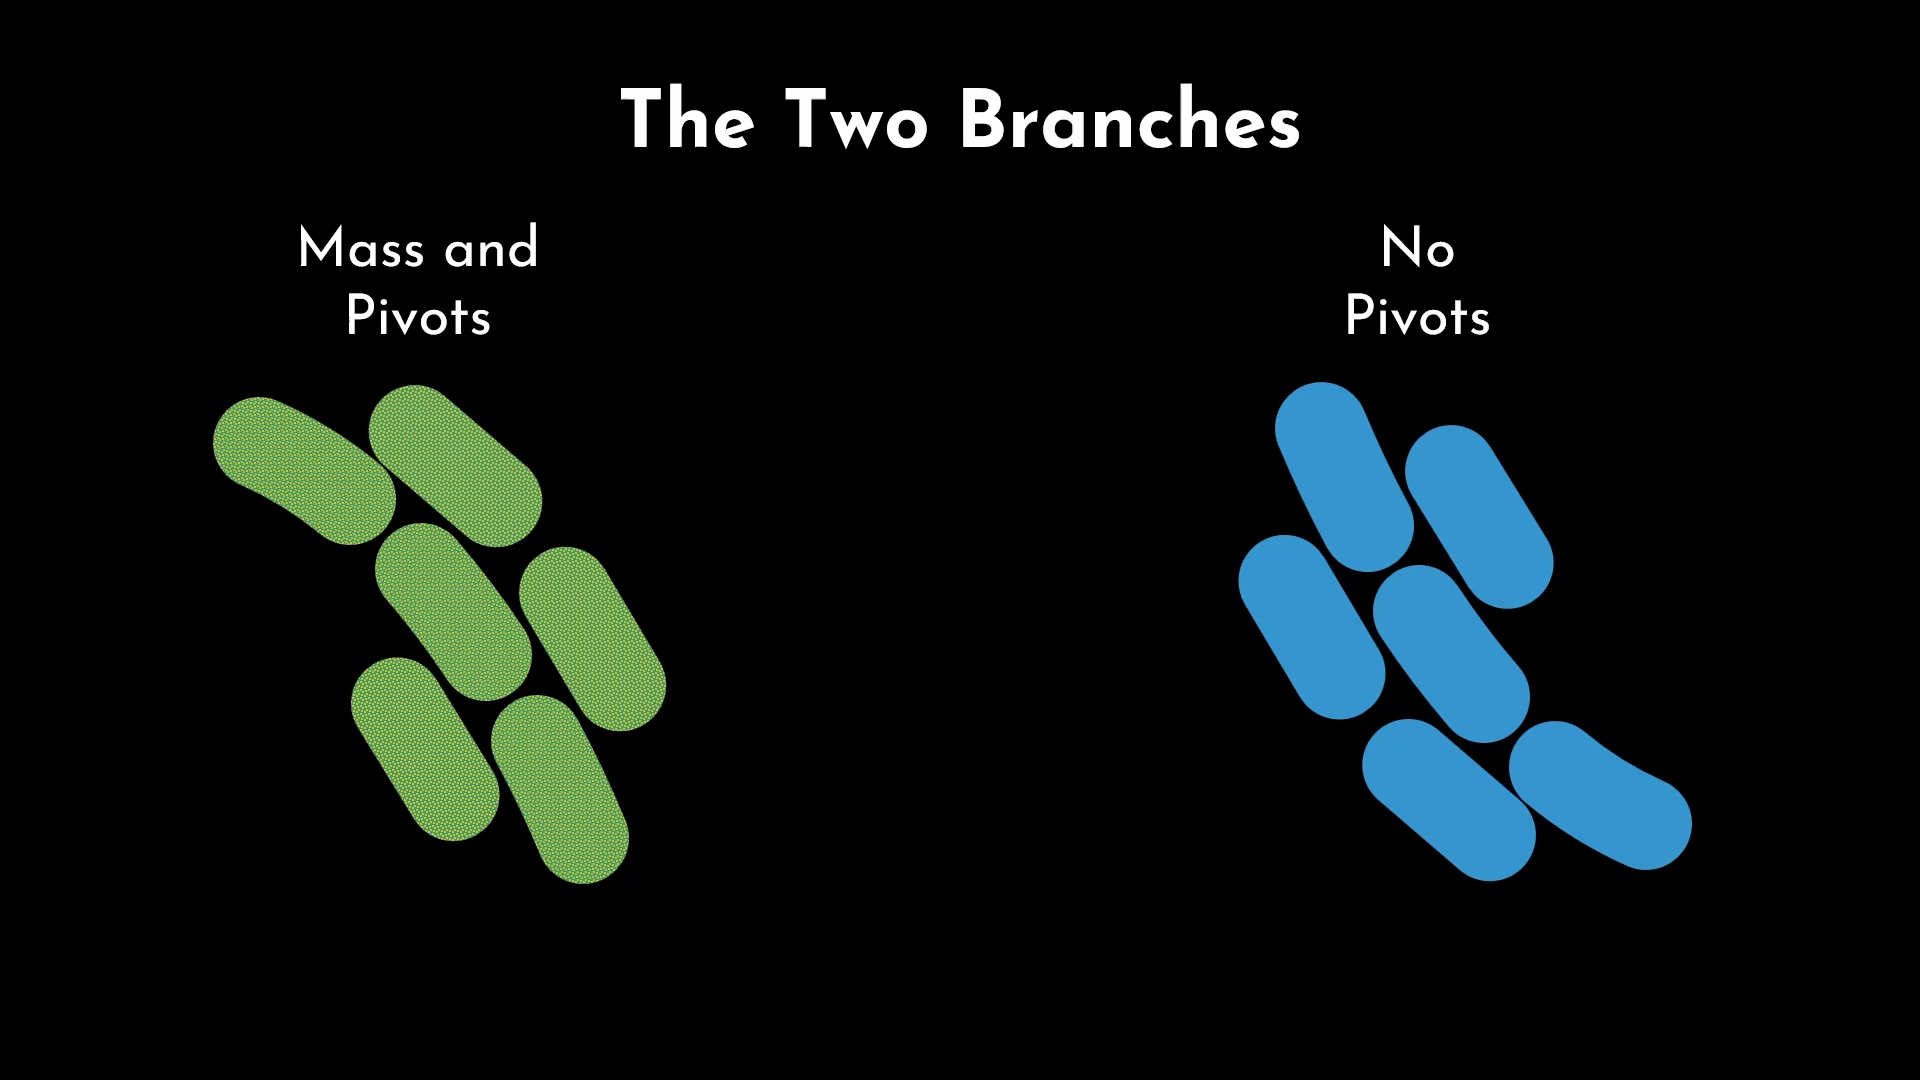 The Two Branches
Mass and
Pivots
No
Pivots